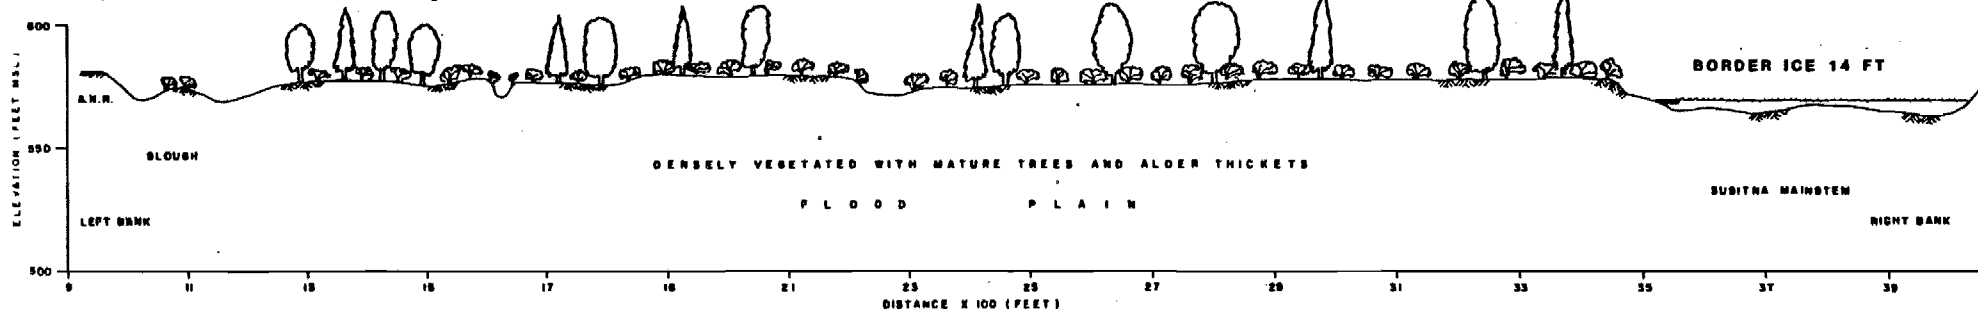 600
BORDER ICE 14 FT
A.R.R.
ELEVATION (FEET MSL)
550
SLOUGH
DENSELY VEGETATED WITH MATURE TREES AND ALDER THICKETS
SUSITNA MAINSTEM
FLOOD PLAIN
LEFT BANK
RIGHT BANK
500
9 11 13 15 17 19 21 23 25 27 29 31 33 35 37 39
DISTANCE X 100 (FEET)